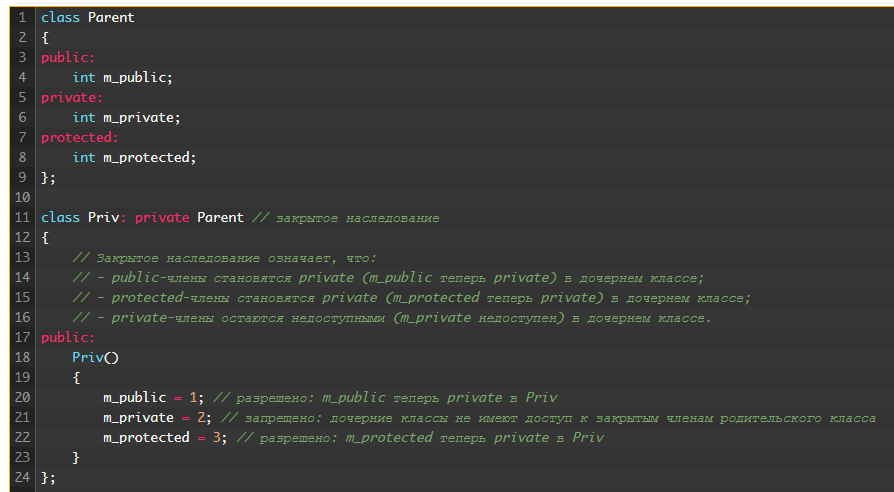 1 class Parent
2 {
3 public:
4 int m_public;
5 private:
6 int m_private;
7 protected:
8 int m_protected;
9 };
10
11 class Priv: private Parent // закрытое наследование
12 {
13 // Закрытое наследование означает, что:
14 // - public-члены становятся private (m_public теперь private) в дочернем классе;
15 // - protected-члены становятся private (m_protected теперь private) в дочернем классе;
16 // - private-члены остаются недоступными (m_private недоступен) в дочернем классе.
17 public:
18 Priv()
19 {
20 m_public = 1; // разрешено: m_public теперь private в Priv
21 m_private = 2; // запрещено: дочерние классы не имеют доступ к закрытым членам родительского класса
22 m_protected = 3; // разрешено: m_protected теперь private в Priv
23 }
24 };